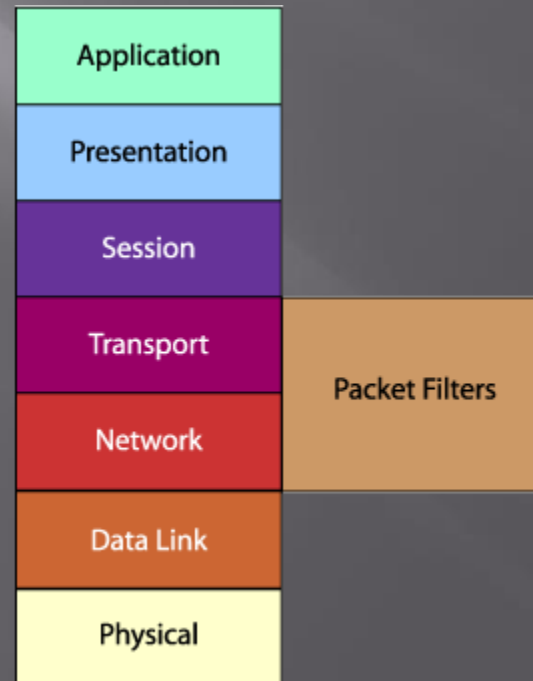 Application
Presentation
Session
Transport
Packet Filters
Network
Data Link
Physical